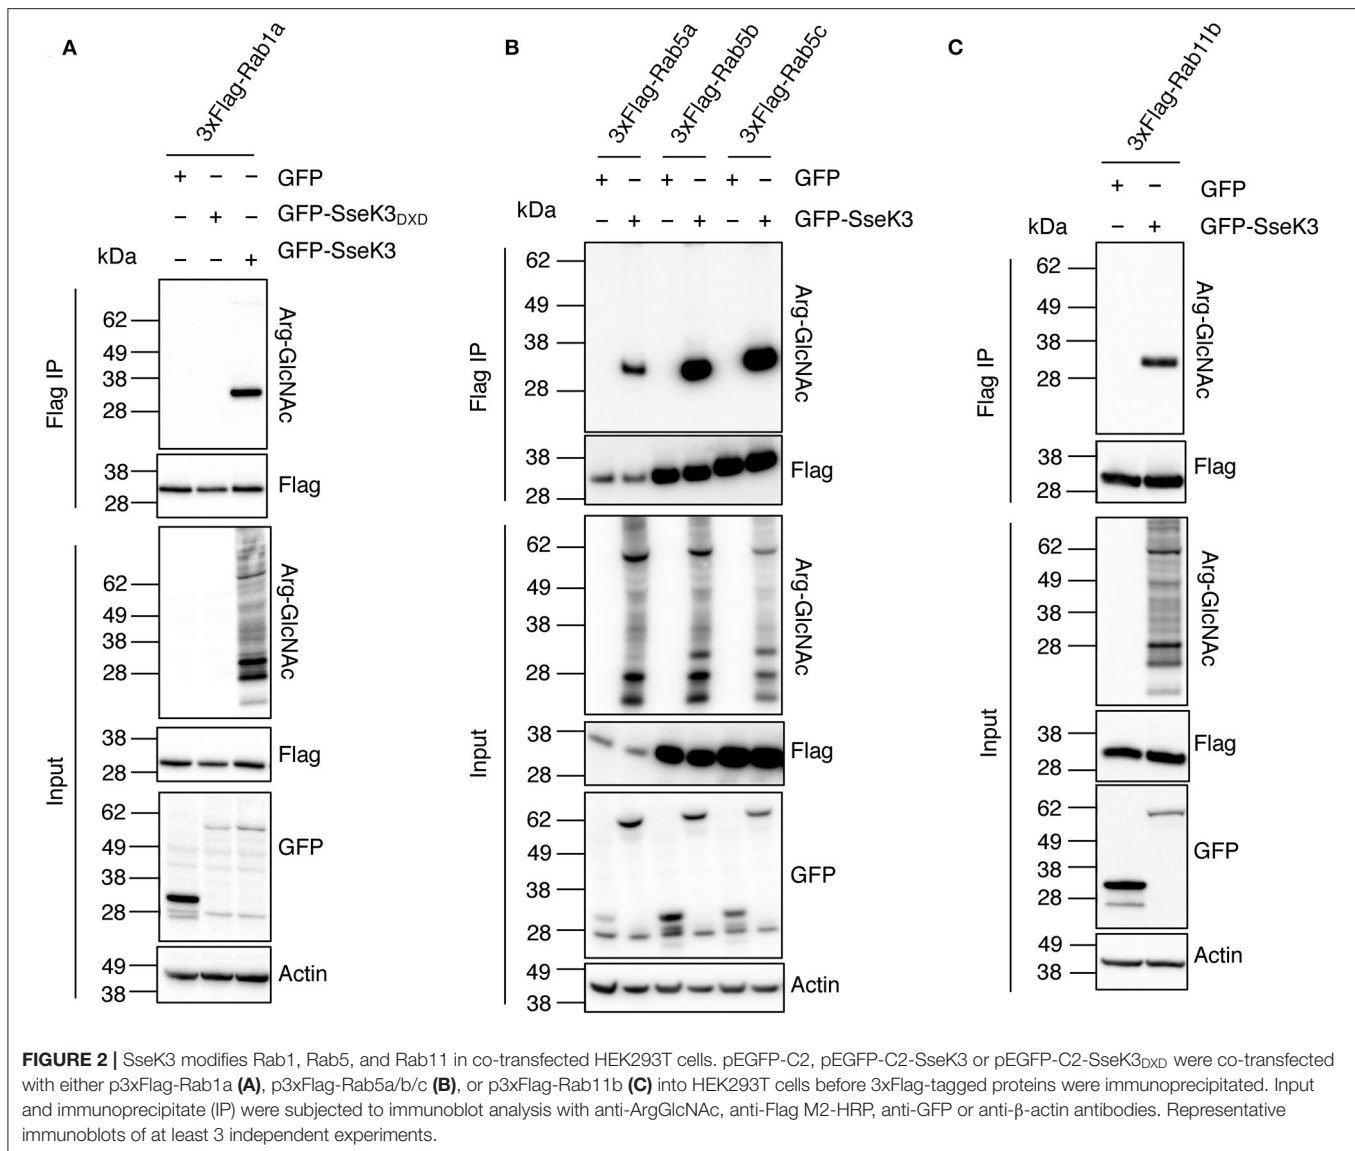 A
3xFlag-Rab1a
+ − − GFP
− + − GFP-SseK3DXD
− − + GFP-SseK3
kDa
Flag IP
62
49
38
28
Arg-GlcNAc
38
28
Flag
Input
62
49
38
28
Arg-GlcNAc
38
28
Flag
62
49
38
28
GFP
49
38
Actin
B
3xFlag-Rab5a
3xFlag-Rab5b
3xFlag-Rab5c
+ − + − + − GFP
− + − + − + GFP-SseK3
kDa
Flag IP
62
49
38
28
Arg-GlcNAc
38
28
Flag
Input
62
49
38
28
Arg-GlcNAc
38
28
Flag
62
49
38
28
GFP
49
38
Actin
C
3xFlag-Rab11b
+ − GFP
− + GFP-SseK3
kDa
Flag IP
62
49
38
28
Arg-GlcNAc
38
28
Flag
Input
62
49
38
28
Arg-GlcNAc
38
28
Flag
62
49
38
28
GFP
49
38
Actin
FIGURE 2 | SseK3 modifies Rab1, Rab5, and Rab11 in co-transfected HEK293T cells. pEGFP-C2, pEGFP-C2-SseK3 or pEGFP-C2-SseK3DXD were co-transfected
with either p3xFlag-Rab1a (A), p3xFlag-Rab5a/b/c (B), or p3xFlag-Rab11b (C) into HEK293T cells before 3xFlag-tagged proteins were immunoprecipitated. Input
and immunoprecipitate (IP) were subjected to immunoblot analysis with anti-ArgGlcNAc, anti-Flag M2-HRP, anti-GFP or anti-β-actin antibodies. Representative
immunoblots of at least 3 independent experiments.